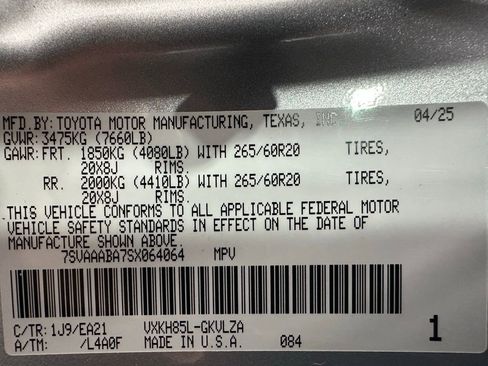 MFD.BY: TOYOTA MOTOR MANUFACTURING, TEXAS, INC. 04/25
GVWR: 3475KG (7660LB)
GAWR: FRT. 1850KG (4080LB) WITH 265/60R20 TIRES,
20X8J RIMS.
RR. 2000KG (4410LB) WITH 265/60R20 TIRES,
20X8J RIMS.
THIS VEHICLE CONFORMS TO ALL APPLICABLE FEDERAL MOTOR
VEHICLE SAFETY STANDARDS IN EFFECT ON THE DATE OF
MANUFACTURE SHOWN ABOVE.
7SVAAABA7SX064064 MPV
C/TR: 1J9/EA21 VXKH85L-GKVLZA
A/TM: /L4A0F MADE IN U.S.A. 084 1